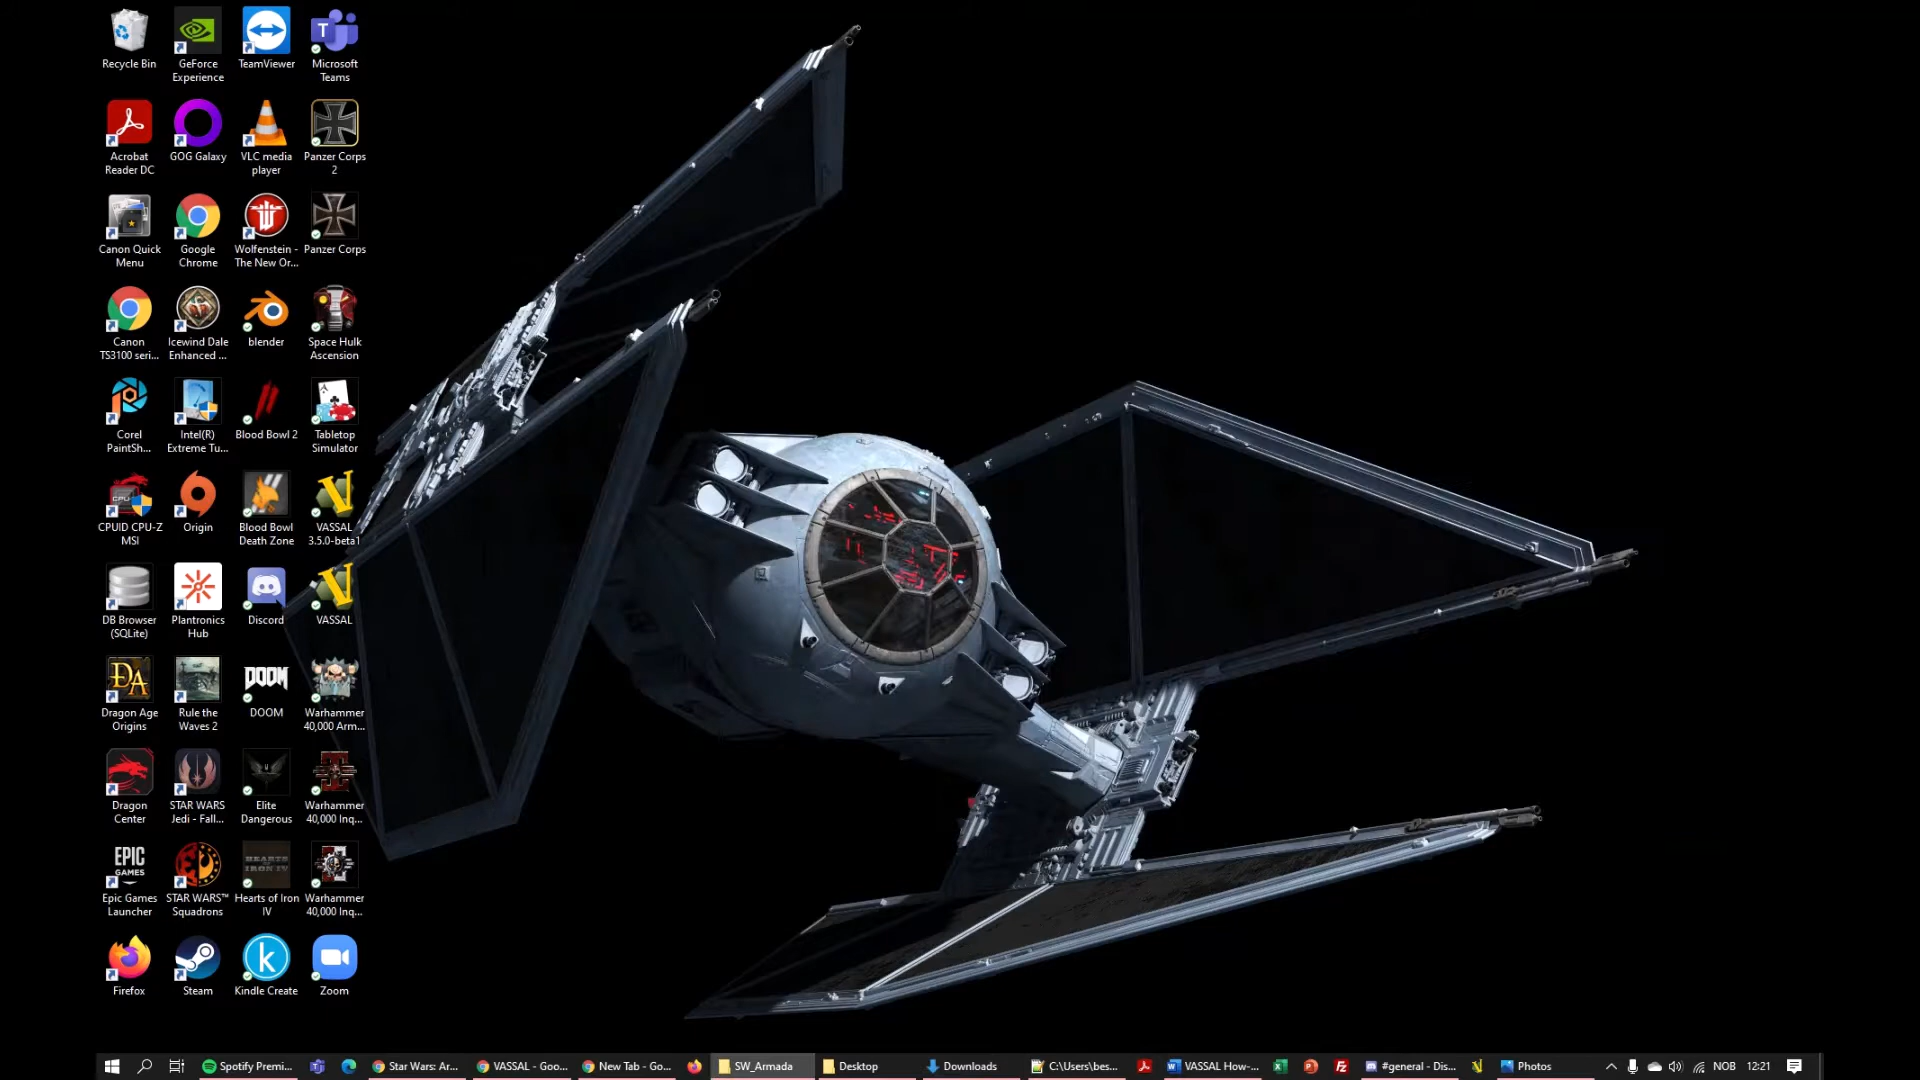 Recycle Bin
GeForce
Experience
TeamViewer
Microsoft
Teams
Acrobat
Reader DC
GOG Galaxy
VLC media
player
Panzer Corps
2
Canon Quick
Menu
Google
Chrome
Wolfenstein -
The New Or...
Panzer Corps
Canon
TS3100 seri...
Icewind Dale
Enhanced ...
blender
Space Hulk
Ascension
Corel
PaintSh...
Intel(R)
Extreme Tu...
Blood Bowl 2
Tabletop
Simulator
CPU
CPUID CPU-Z
MSI
Origin
Blood Bowl
Death Zone
VASSAL
3.5.0-beta1
DB Browser
(SQLite)
Plantronics
Hub
Discord
VASSAL
DA
DOOM
Dragon Age
Origins
Rule the
Waves 2
DOOM
Warhammer
40,000 Arm...
Dragon
Center
STAR WARS
Jedi - Fall...
Elite
Dangerous
Warhammer
40,000 Inq...
EPIC
GAMES
HEARTS
OF
IRON IV
Epic Games
Launcher
STAR WARS™
Squadrons
Hearts of Iron
IV
Warhammer
40,000 Inq...
k
Firefox
Steam
Kindle Create
Zoom
Spotify Premi... Star Wars: Ar... VASSAL - Goo... New Tab - Go... SW_Armada Desktop Downloads C:\Users\bes... VASSAL How-... #general - Dis... Photos NOB 12:21